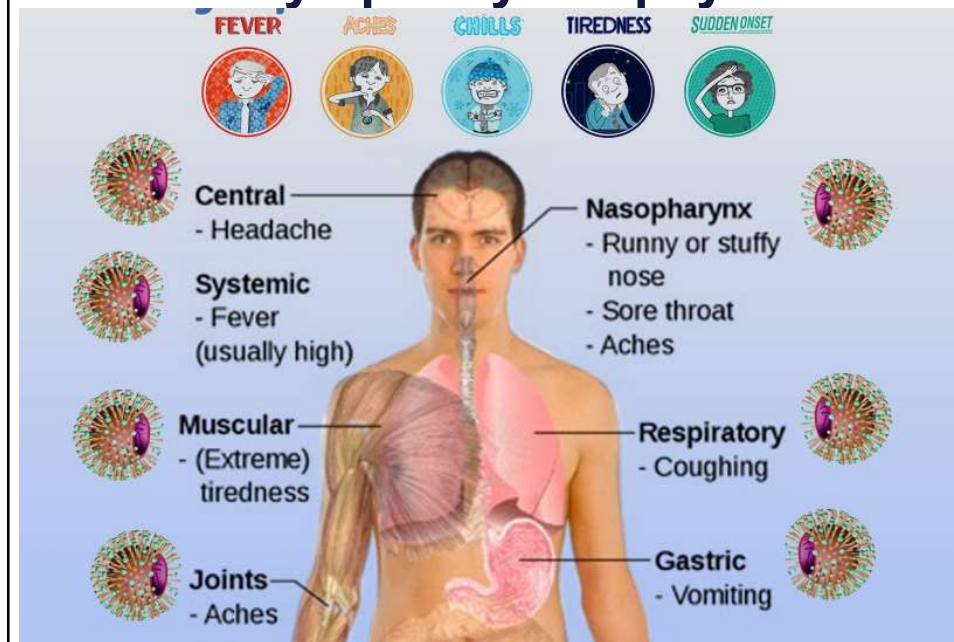 FEVER
ACHES
CHILLS
TIREDNESS
SUDDEN ONSET
Central
- Headache
Systemic
- Fever
(usually high)
Muscular
- (Extreme)
tiredness
Joints
- Aches
Nasopharynx
- Runny or stuffy
nose
- Sore throat
- Aches
Respiratory
- Coughing
Gastric
- Vomiting